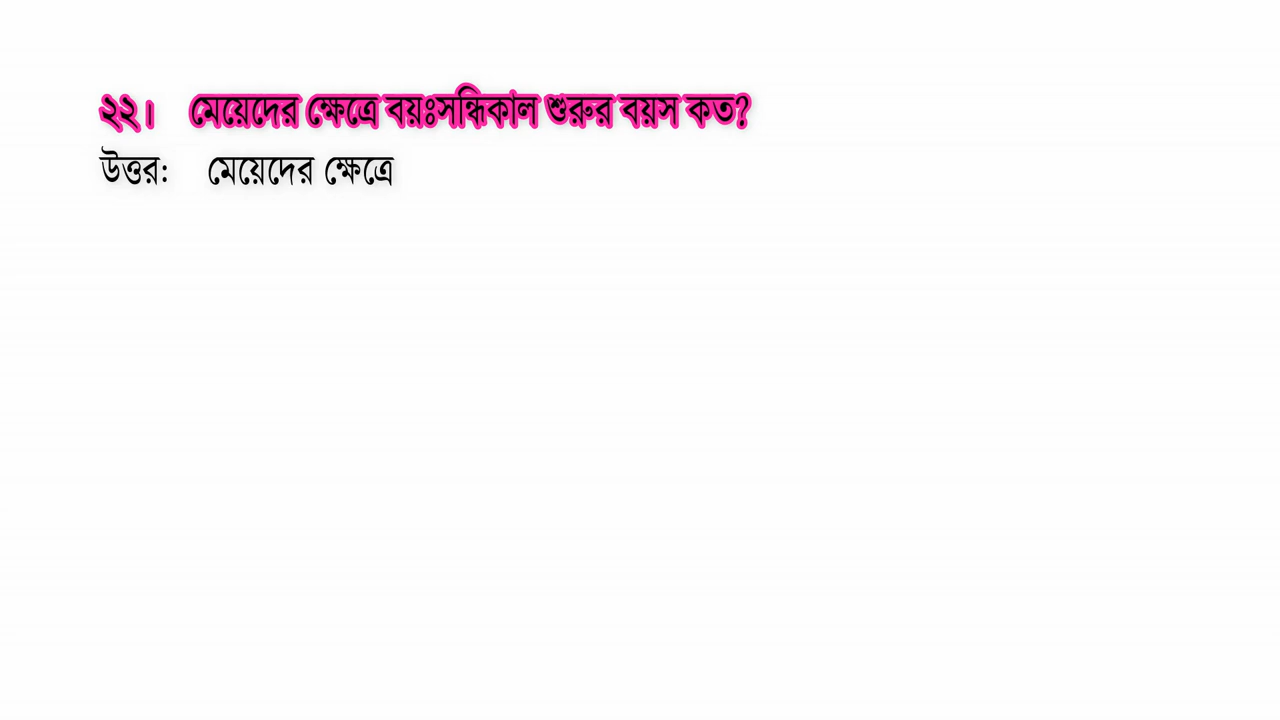 ২২। মেয়েদের ক্ষেত্রে বয়ঃসন্ধিকাল শুরুর বয়স কত?
উত্তর: মেয়েদের ক্ষেত্রে